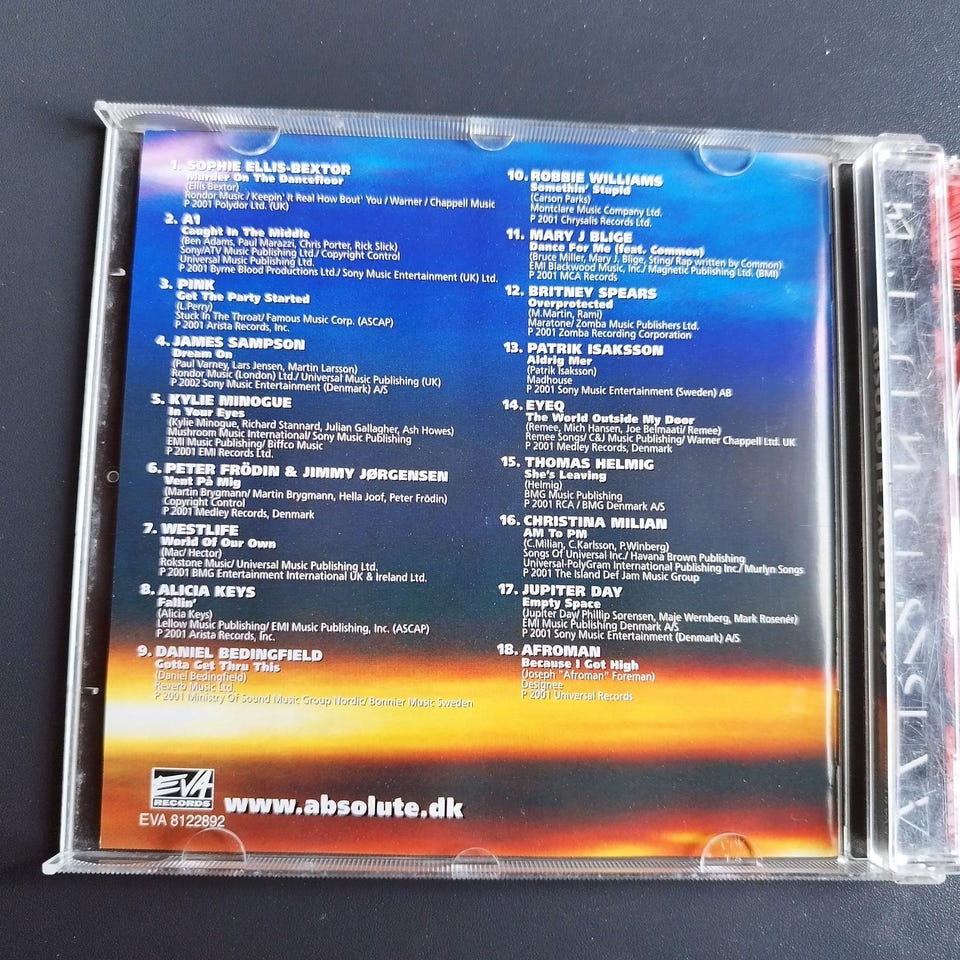 1. SOPHIE ELLIS-BEXTOR
Murder On The Dancefloor
(Ellis Bextor)
Rondor Music / Keepin' It Real How Bout' You / Warner / Chappell Music
P 2001 Polydor Ltd. (UK)
2. A1
Caught In The Middle
(Ben Adams, Paul Marazzi, Chris Porter, Rick Slick)
Sony/ATV Music Publishing Ltd./ Copyright Control
Universal Music Publishing Ltd.
P 2001 Byrne Blood Productions Ltd./ Sony Music Entertainment (UK) Ltd.
3. PINK
Get The Party Started
(L.Perry)
Stuck In The Throat/ Famous Music Corp. (ASCAP)
P 2001 Arista Records, Inc.
4. JAMES SAMPSON
Dream On
(Paul Varney, Lars Jensen, Martin Larsson)
Rondor Music (London) Ltd./ Universal Music Publishing (UK)
P 2002 Sony Music Entertainment (Denmark) A/S
5. KYLIE MINOGUE
In Your Eyes
(Kylie Minogue, Richard Stannard, Julian Gallagher, Ash Howes)
Mushroom Music International/ Sony Music Publishing
EMI Music Publishing/ Biffco Music
P 2001 EMI Records Ltd.
6. PETER FRÖDIN & JIMMY JØRGENSEN
Vent På Mig
(Martin Brygmann/ Martin Brygmann, Hella Joof, Peter Frödin)
Copyright Control
P 2001 Medley Records, Denmark
7. WESTLIFE
World Of Our Own
(Mac/ Hector)
Rokstone Music/ Universal Music Publishing Ltd.
P 2001 BMG Entertainment International UK & Ireland Ltd.
8. ALICIA KEYS
Fallin'
(Alicia Keys)
Lellow Music Publishing/ EMI Music Publishing, Inc. (ASCAP)
P 2001 Arista Records, Inc.
9. DANIEL BEDINGFIELD
Gotta Get Thru This
(Daniel Bedingfield)
Reverb Music Ltd.
P 2001 Ministry Of Sound Music Group Nordic/ Bonnier Music Sweden
10. ROBBIE WILLIAMS
Somethin' Stupid
(Carson Parks)
Montclare Music Company Ltd.
P 2001 Chrysalis Records Ltd.
11. MARY J BLIGE
Dance For Me (feat. Common)
(Bruce Miller, Mary J. Blige, Sting/ Rap written by Common)
EMI Blackwood Music, Inc./ Magnetic Publishing Ltd. (BMI)
P 2001 MCA Records
12. BRITNEY SPEARS
Overprotected
(M.Martin, Rami)
Maratone/ Zomba Music Publishers Ltd.
P 2001 Zomba Recording Corporation
13. PATRIK ISAKSSON
Aldrig Mer
(Patrik Isaksson)
Madhouse
P 2001 Sony Music Entertainment (Sweden) AB
14. EYEQ
The World Outside My Door
(Remee, Mich Hansen, Joe Belmaati/ Remee)
Remee Songs/ C&J Music Publishing/ Warner Chappell Ltd. UK
P 2001 Medley Records, Denmark
15. THOMAS HELMIG
She's Leaving
(Helmig)
BMG Music Publishing
P 2001 RCA / BMG Denmark A/S
16. CHRISTINA MILIAN
AM To PM
(C.Milian, C.Karlsson, P.Winberg)
Songs Of Universal Inc./ Havana Brown Publishing
Universal-PolyGram International Publishing Inc./ Murlyn Songs
P 2001 The Island Def Jam Music Group
17. JUPITER DAY
Empty Space
(Jupiter Day/ Phillip Sørensen, Maje Wernberg, Mark Rosenér)
EMI Music Publishing Denmark A/S
P 2001 Sony Music Entertainment (Denmark) A/S
18. AFROMAN
Because I Got High
(Joseph "Afroman" Foreman)
Designee
P 2001 Universal Records
EVA
RECORDS
www.absolute.dk
EVA 8122892